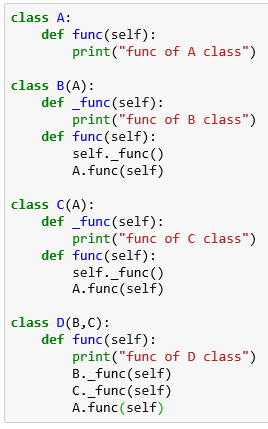 class A:
    def func(self):
        print("func of A class")

class B(A):
    def _func(self):
        print("func of B class")
    def func(self):
        self._func()
        A.func(self)

class C(A):
    def _func(self):
        print("func of C class")
    def func(self):
        self._func()
        A.func(self)

class D(B,C):
    def func(self):
        print("func of D class")
        B._func(self)
        C._func(self)
        A.func(self)